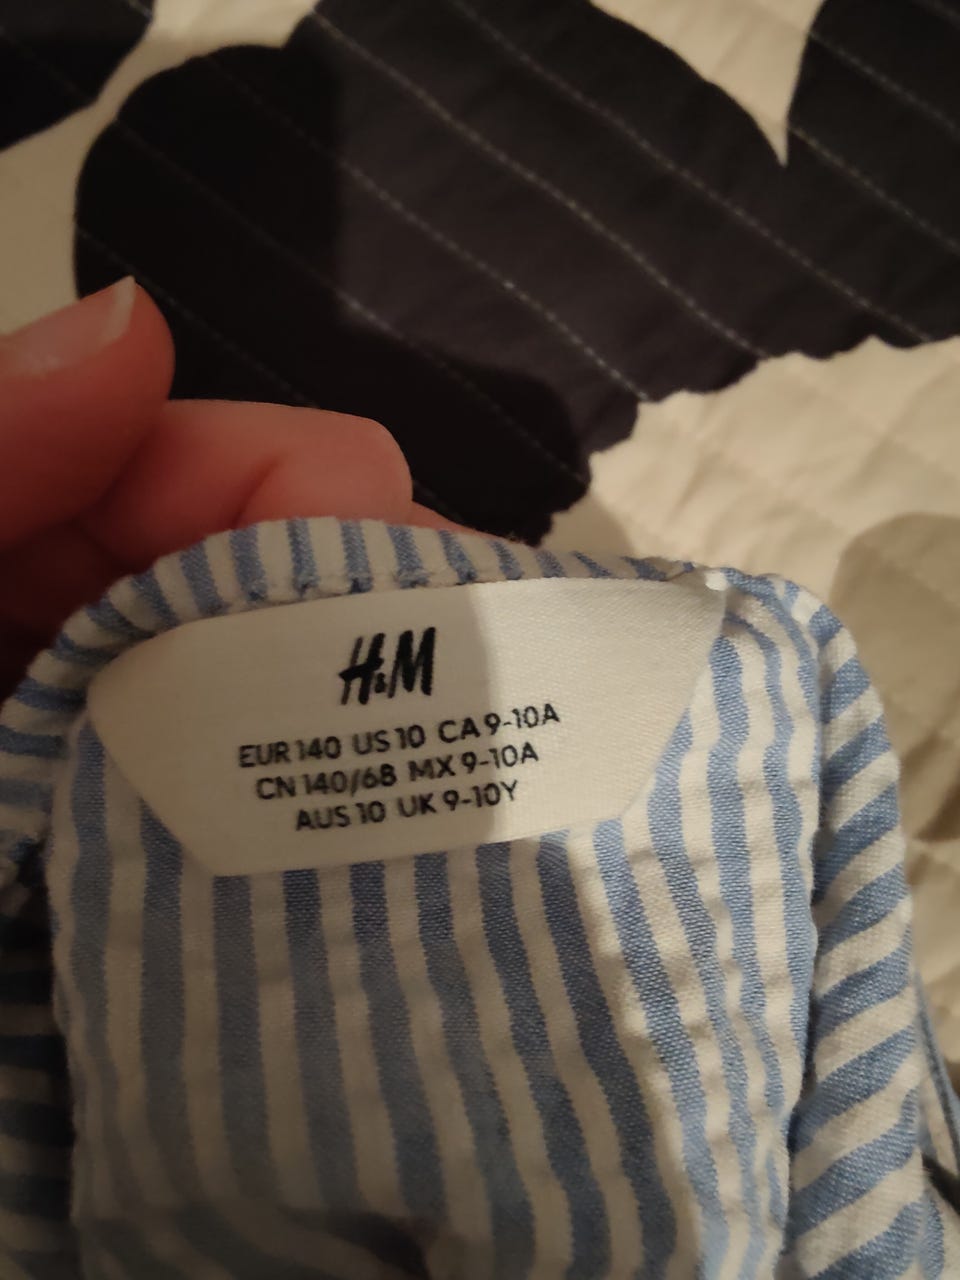 H&M
EUR 140 US 10 CA 9-10A
CN 140/68 MX 9-10A
AUS 10 UK 9-10Y